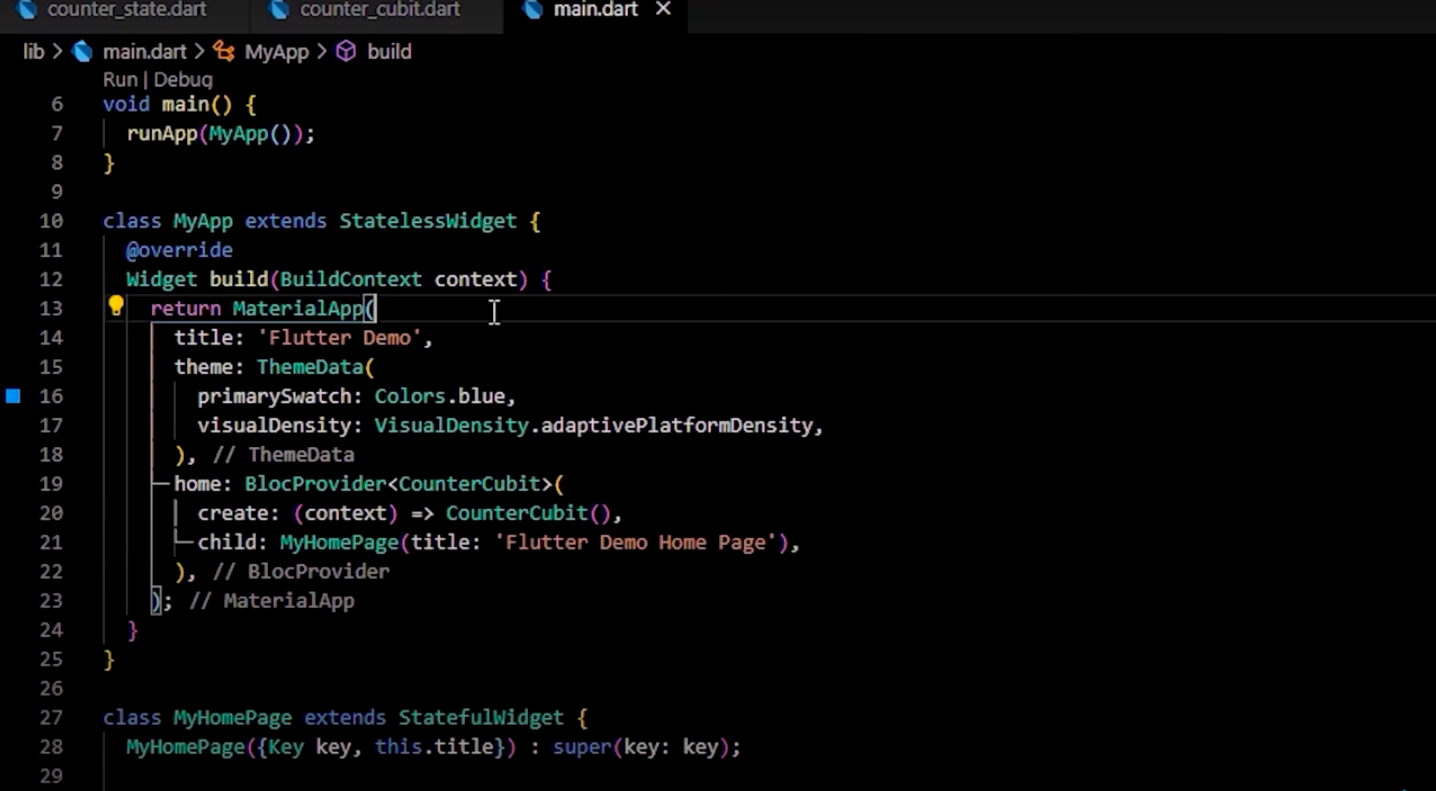 counter_state.dart counter_cubit.dart main.dart ×
lib > main.dart > MyApp > build
Run | Debug
6 void main() {
7 runApp(MyApp());
8 }
9
10 class MyApp extends StatelessWidget {
11 @override
12 Widget build(BuildContext context) {
13 return MaterialApp(
14 title: 'Flutter Demo',
15 theme: ThemeData(
16 primarySwatch: Colors.blue,
17 visualDensity: VisualDensity.adaptivePlatformDensity,
18 ), // ThemeData
19 home: BlocProvider<CounterCubit>(
20 create: (context) => CounterCubit(),
21 child: MyHomePage(title: 'Flutter Demo Home Page'),
22 ), // BlocProvider
23 ); // MaterialApp
24 }
25 }
26
27 class MyHomePage extends StatefulWidget {
28 MyHomePage({Key key, this.title}) : super(key: key);
29